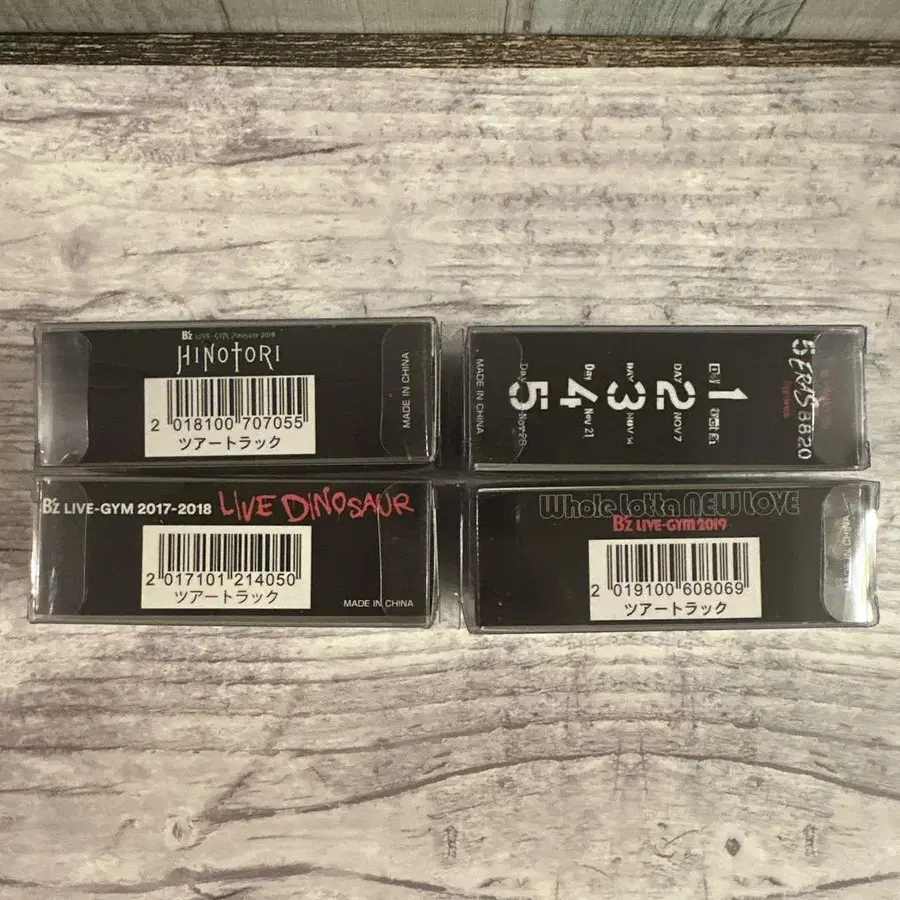 B'z LIVE-GYM Pleasure 2018
HINOTORI
2 018100 707055
ツアートラック
MADE IN CHINA
MADE IN CHINA
Day 5 Nov 28
Day 4 Nov 21
DAY 3 NOV 14
DAY 2 NOV 7
1
5 ERAS 8820
B'z LIVE-GYM 2017-2018 LIVE DINOSAUR
2 017101 214050
ツアートラック
MADE IN CHINA
Whole Lotta NEW LOVE
B'z LIVE-GYM 2019
2 019100 608069
ツアートラック
MADE IN CHINA